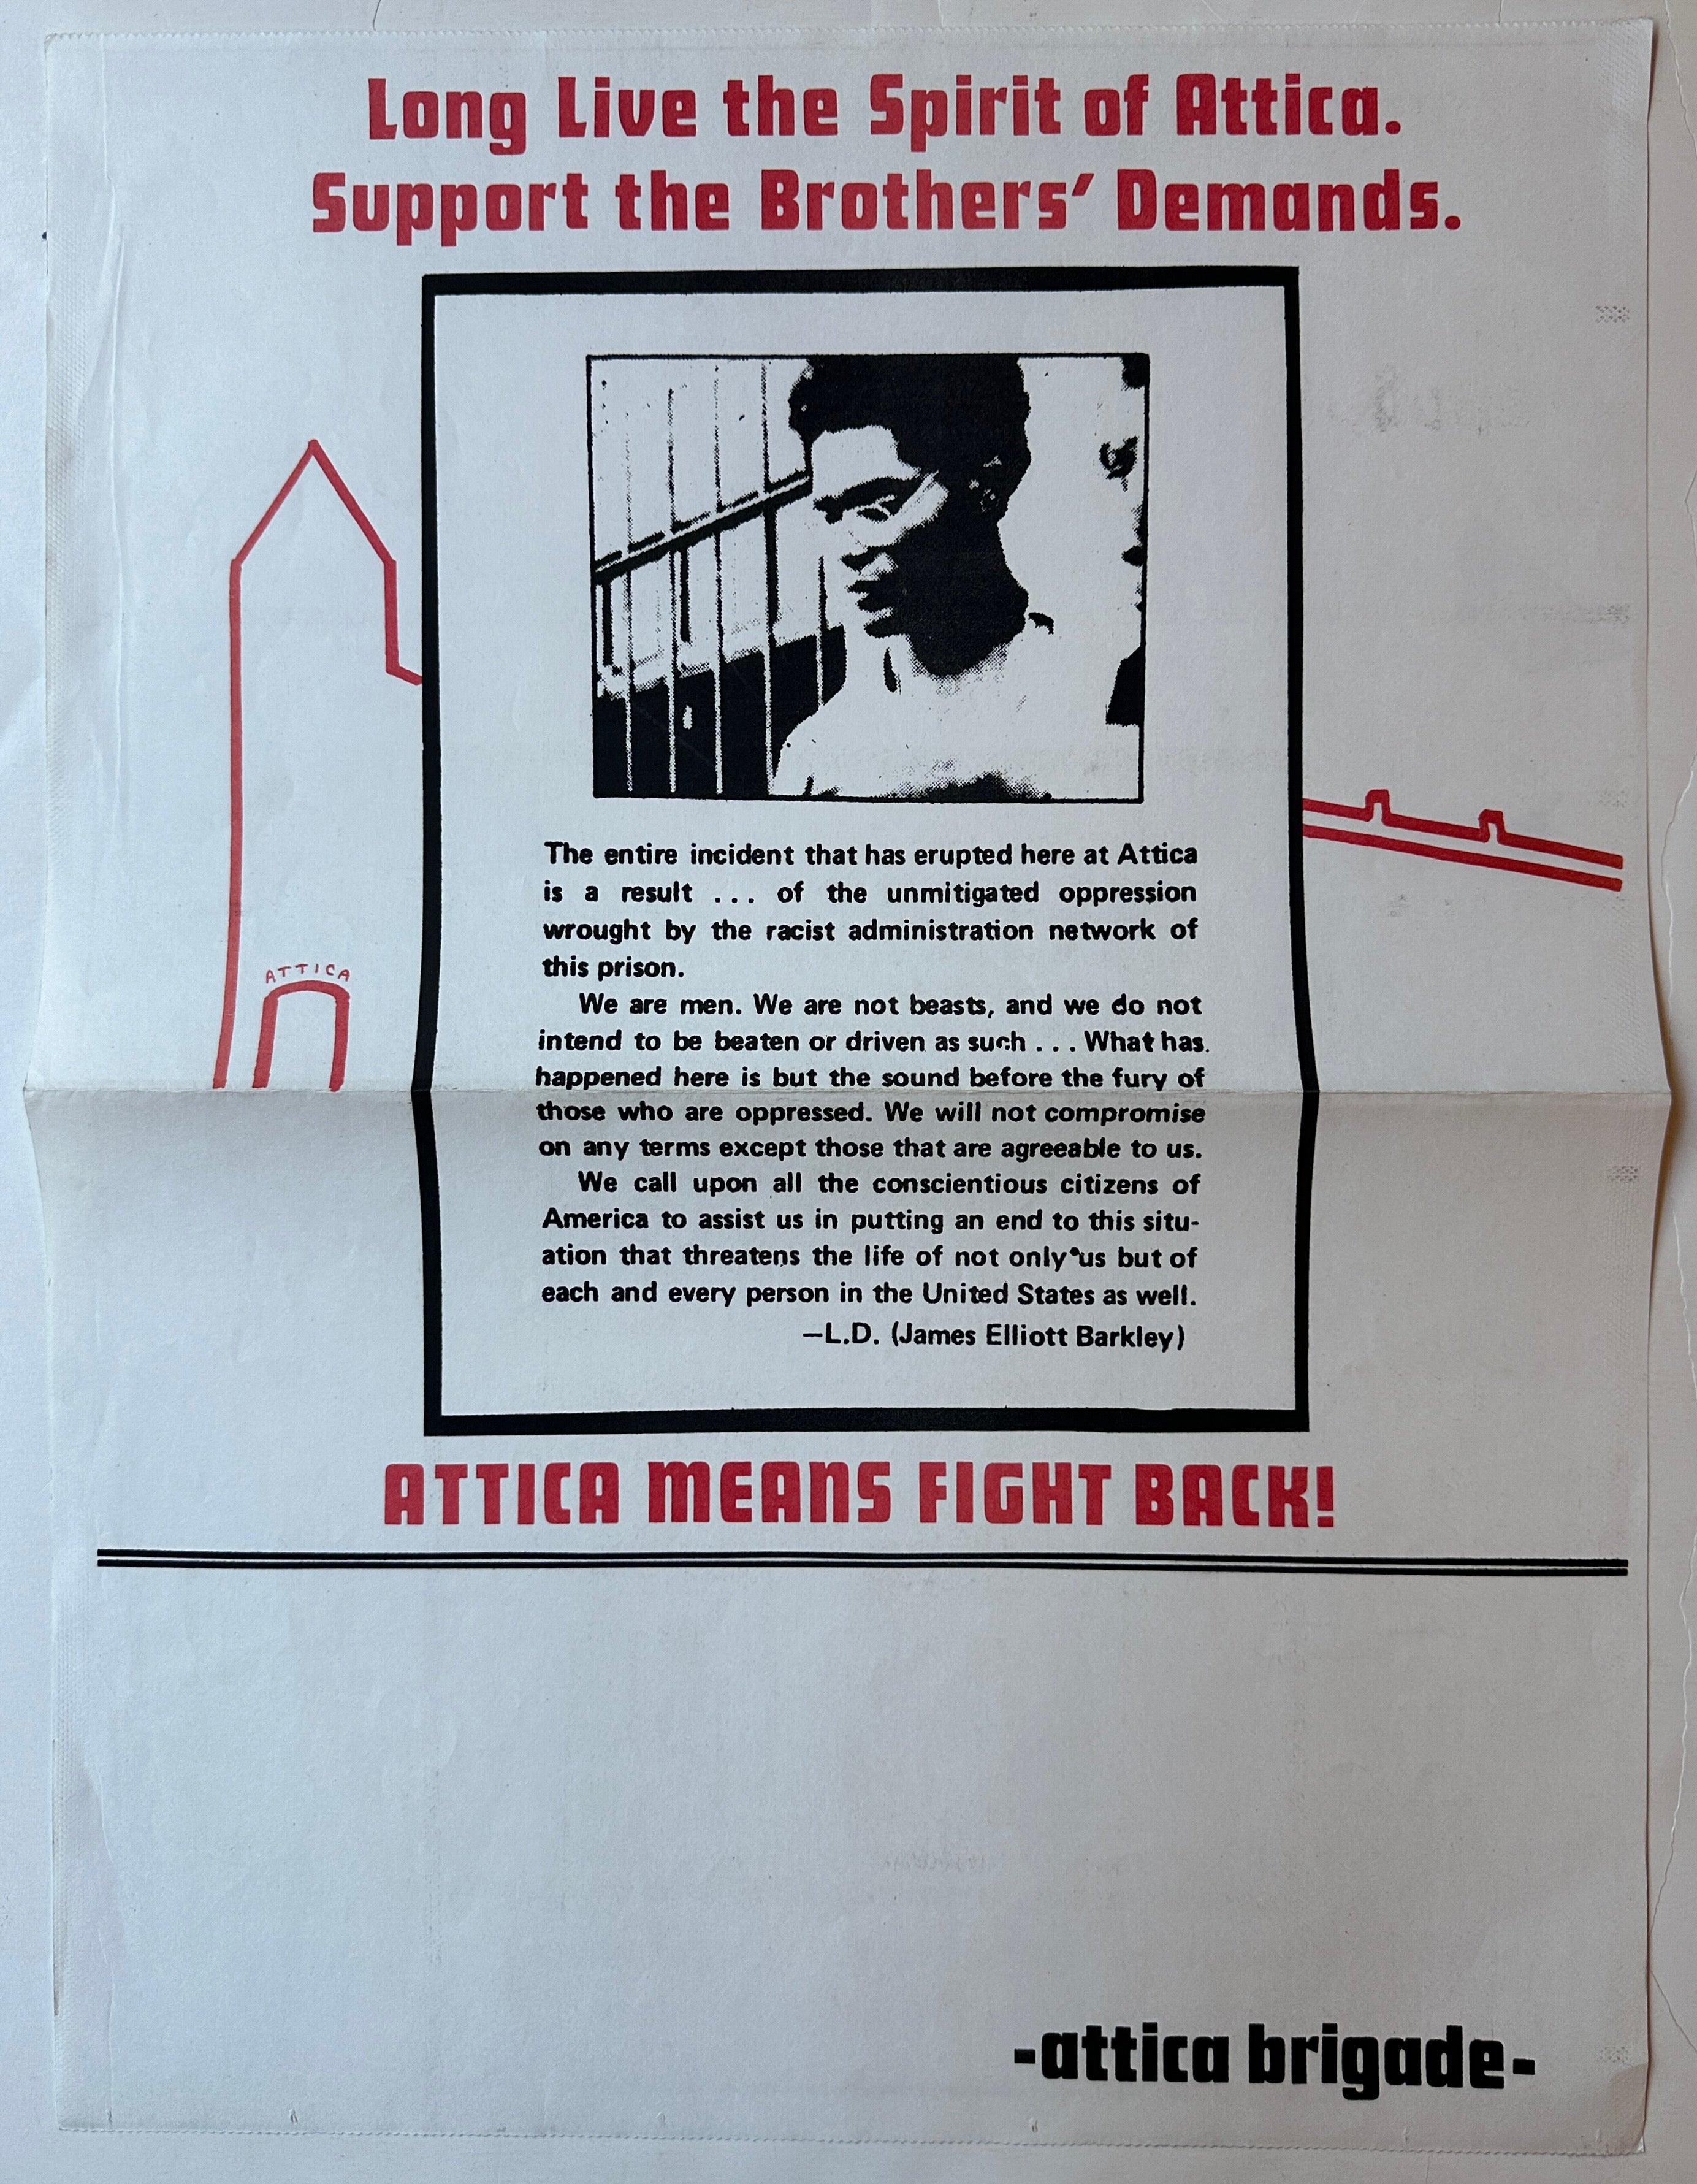 Long Live the Spirit of Attica.
Support the Brothers' Demands.
ATTICA
The entire incident that has erupted here at Attica
is a result ... of the unmitigated oppression
wrought by the racist administration network of
this prison.
We are men. We are not beasts, and we do not
intend to be beaten or driven as such ... What has
happened here is but the sound before the fury of
those who are oppressed. We will not compromise
on any terms except those that are agreeable to us.
We call upon all the conscientious citizens of
America to assist us in putting an end to this situ-
ation that threatens the life of not only us but of
each and every person in the United States as well.
—L.D. (James Elliott Barkley)
ATTICA MEANS FIGHT BACK!
-attica brigade-